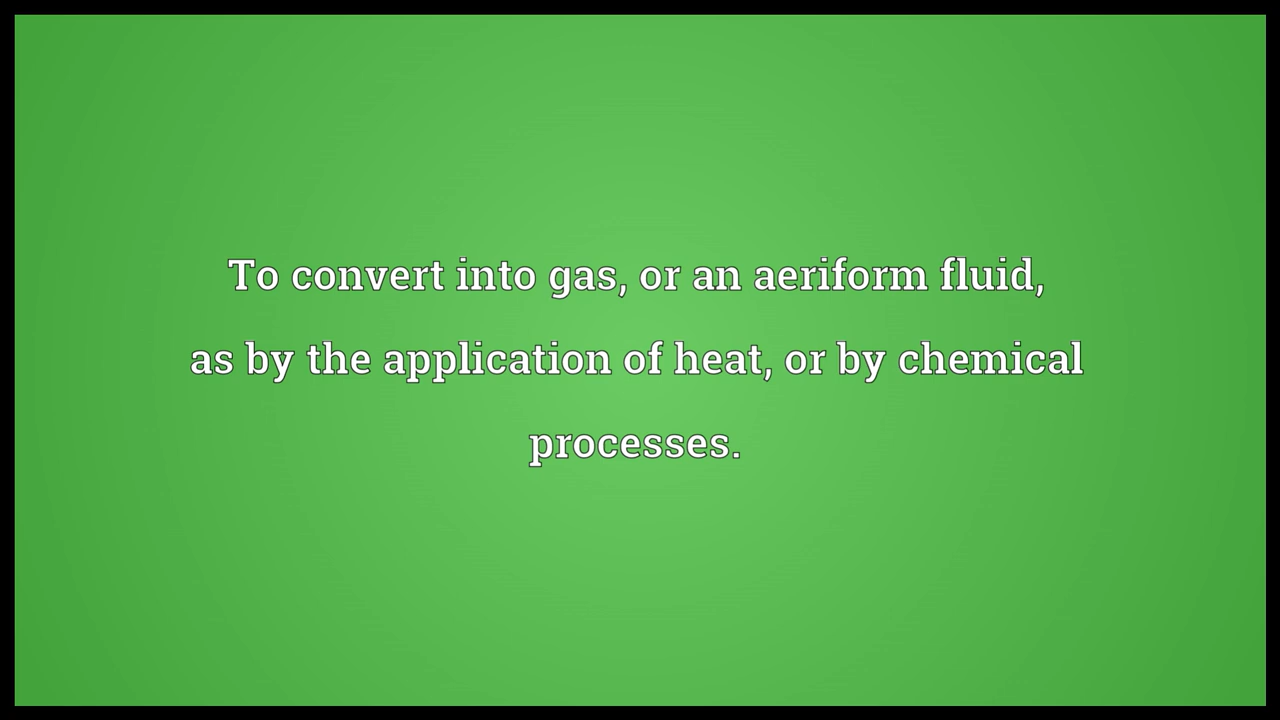 To convert into gas, or an aeriform fluid,
as by the application of heat, or by chemical
processes.